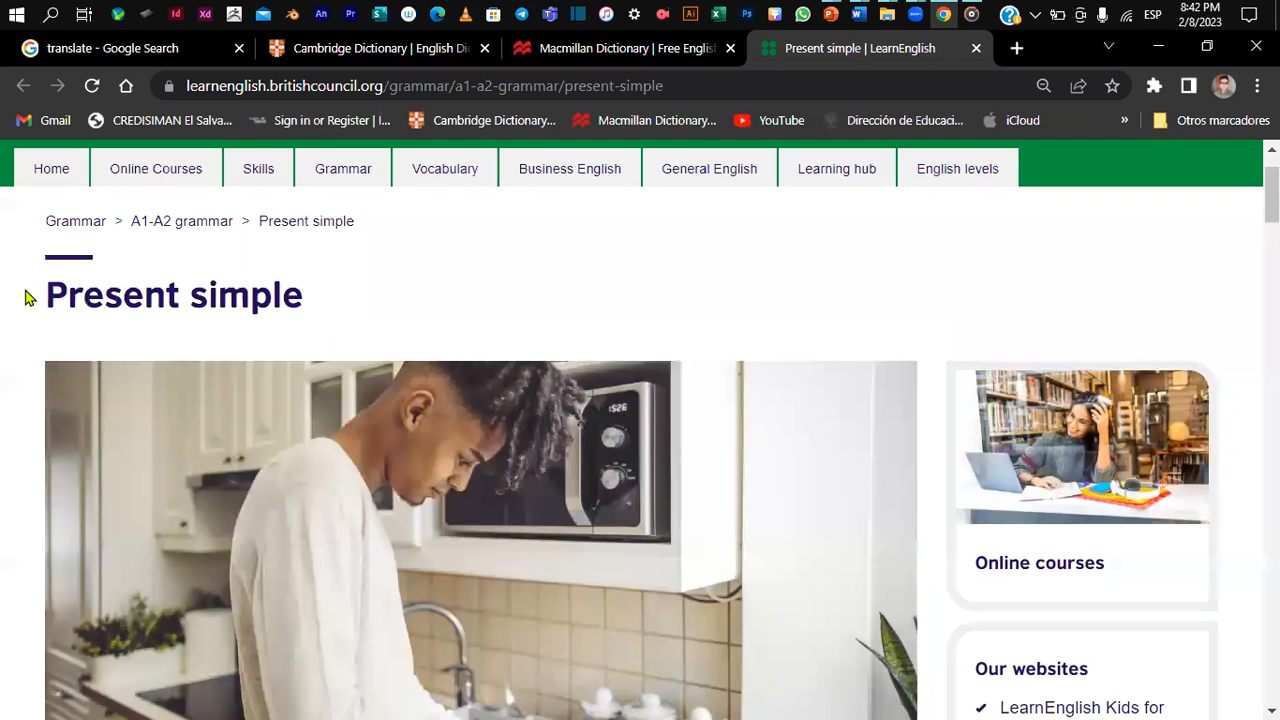 8:42 PM
ESP
2/8/2023
translate - Google Search
Cambridge Dictionary | English Di
Macmillan Dictionary | Free Englis
Present simple | LearnEnglish
learnenglish.britishcouncil.org/grammar/a1-a2-grammar/present-simple
Gmail
CREDISIMAN El Salva...
Sign in or Register | I...
Cambridge Dictionary...
Macmillan Dictionary...
YouTube
Dirección de Educaci...
iCloud
»
Otros marcadores
Home
Online Courses
Skills
Grammar
Vocabulary
Business English
General English
Learning hub
English levels
Grammar > A1-A2 grammar > Present simple
Present simple
1526
Online courses
Our websites
LearnEnglish Kids for